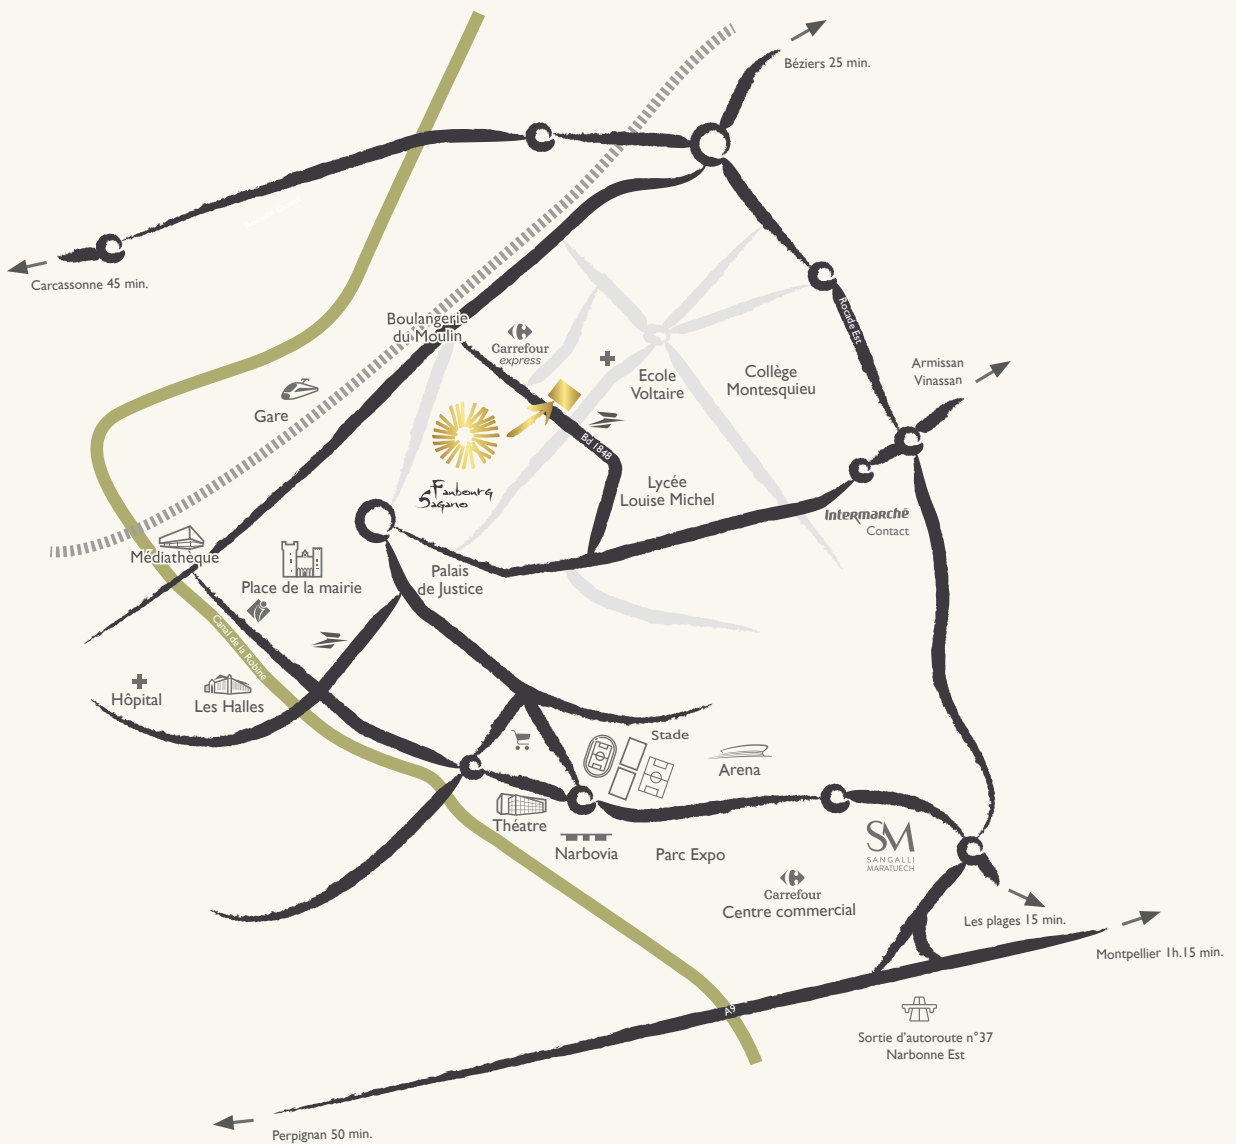 Béziers 25 min.
Carcassonne 45 min.
Rocade Est
Boulangerie
du Moulin
Carrefour
express
Armissan
Vinassan
Ecole
Voltaire
Collège
Montesquieu
Gare
Bd 1848
Faubourg
Sagano
Lycée
Louise Michel
Intermarché
Contact
Médiathèque
Place de la mairie
Palais
de Justice
Canal de la Robine
Hôpital
Les Halles
Stade
Arena
Théatre
Narbovia
Parc Expo
SM
SANGALLI
MARATUECH
Carrefour
Centre commercial
Les plages 15 min.
Montpellier 1h.15 min.
A9
Sortie d'autoroute n°37
Narbonne Est
Perpignan 50 min.